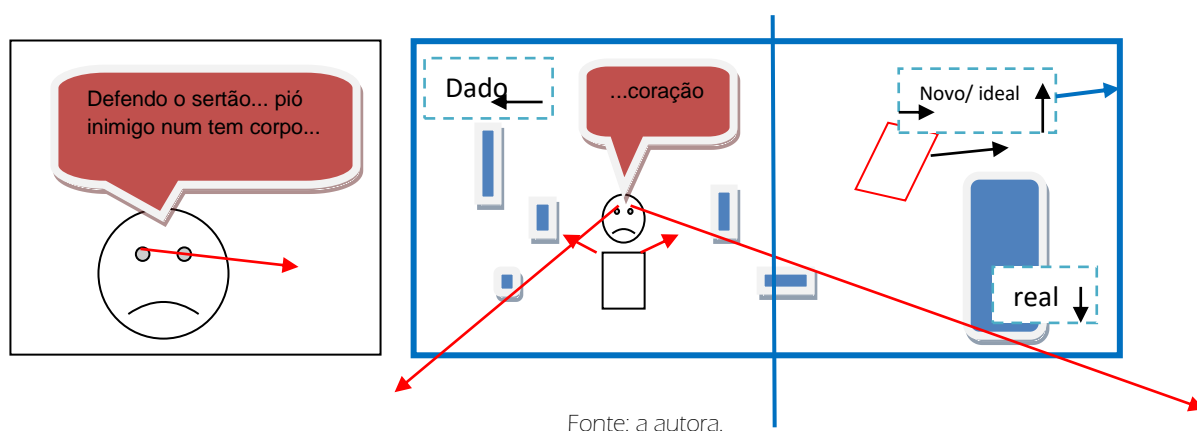 Defendo o sertão... pió
inimigo num tem corpo...
Dado
...coração
Novo/ ideal
real
Fonte: a autora.